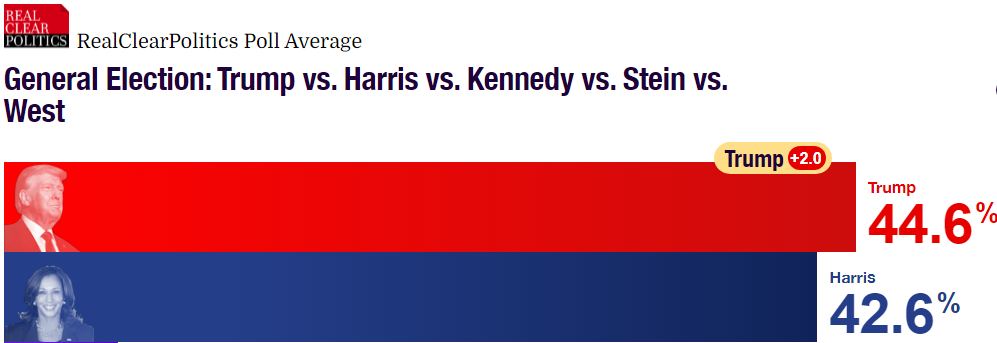 REAL
CLEAR
POLITICS
RealClearPolitics Poll Average
General Election: Trump vs. Harris vs. Kennedy vs. Stein vs.
West
Trump +2.0
Trump
44.6%
Harris
42.6%